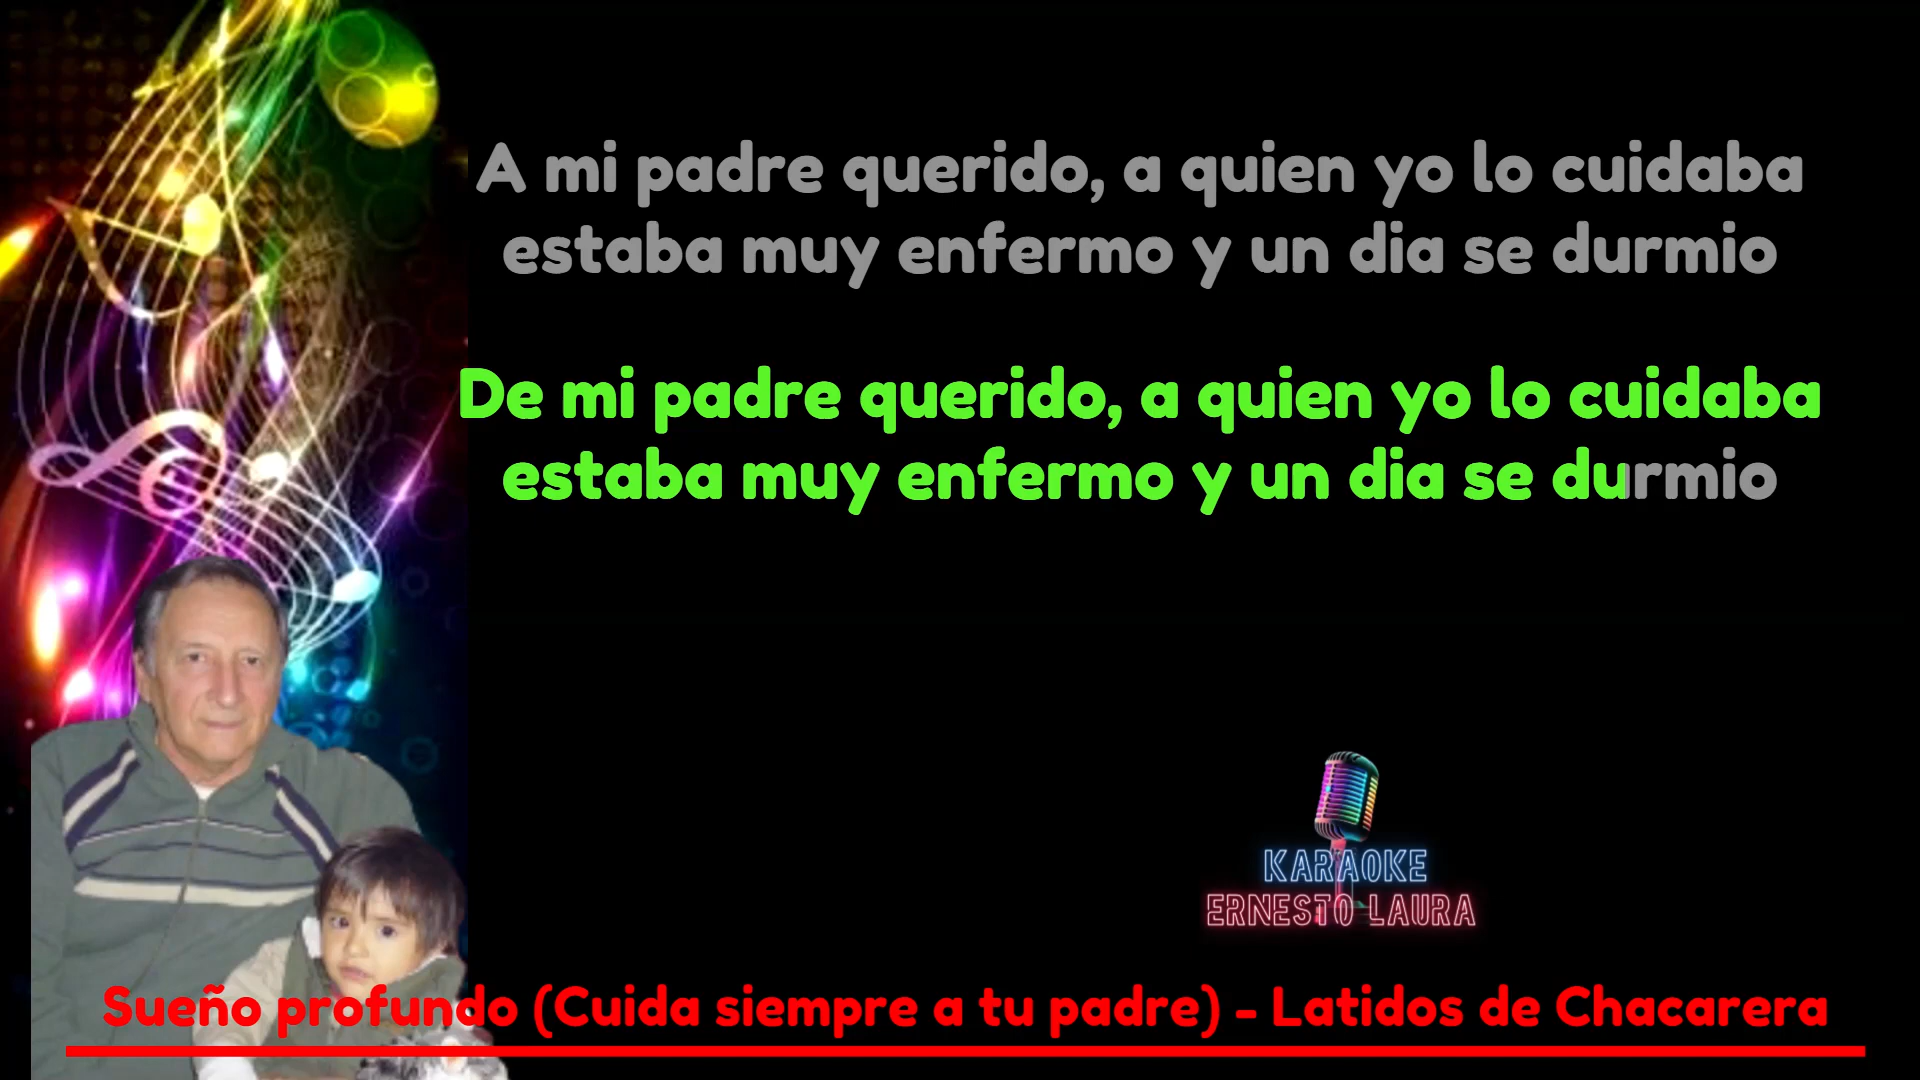 A mi padre querido, a quien yo lo cuidaba
estaba muy enfermo y un dia se durmio
De mi padre querido, a quien yo lo cuidaba
estaba muy enfermo y un dia se durmio
KARAOKE
ERNESTO LAURA
Sueño profundo (Cuida siempre a tu padre) - Latidos de Chacarera